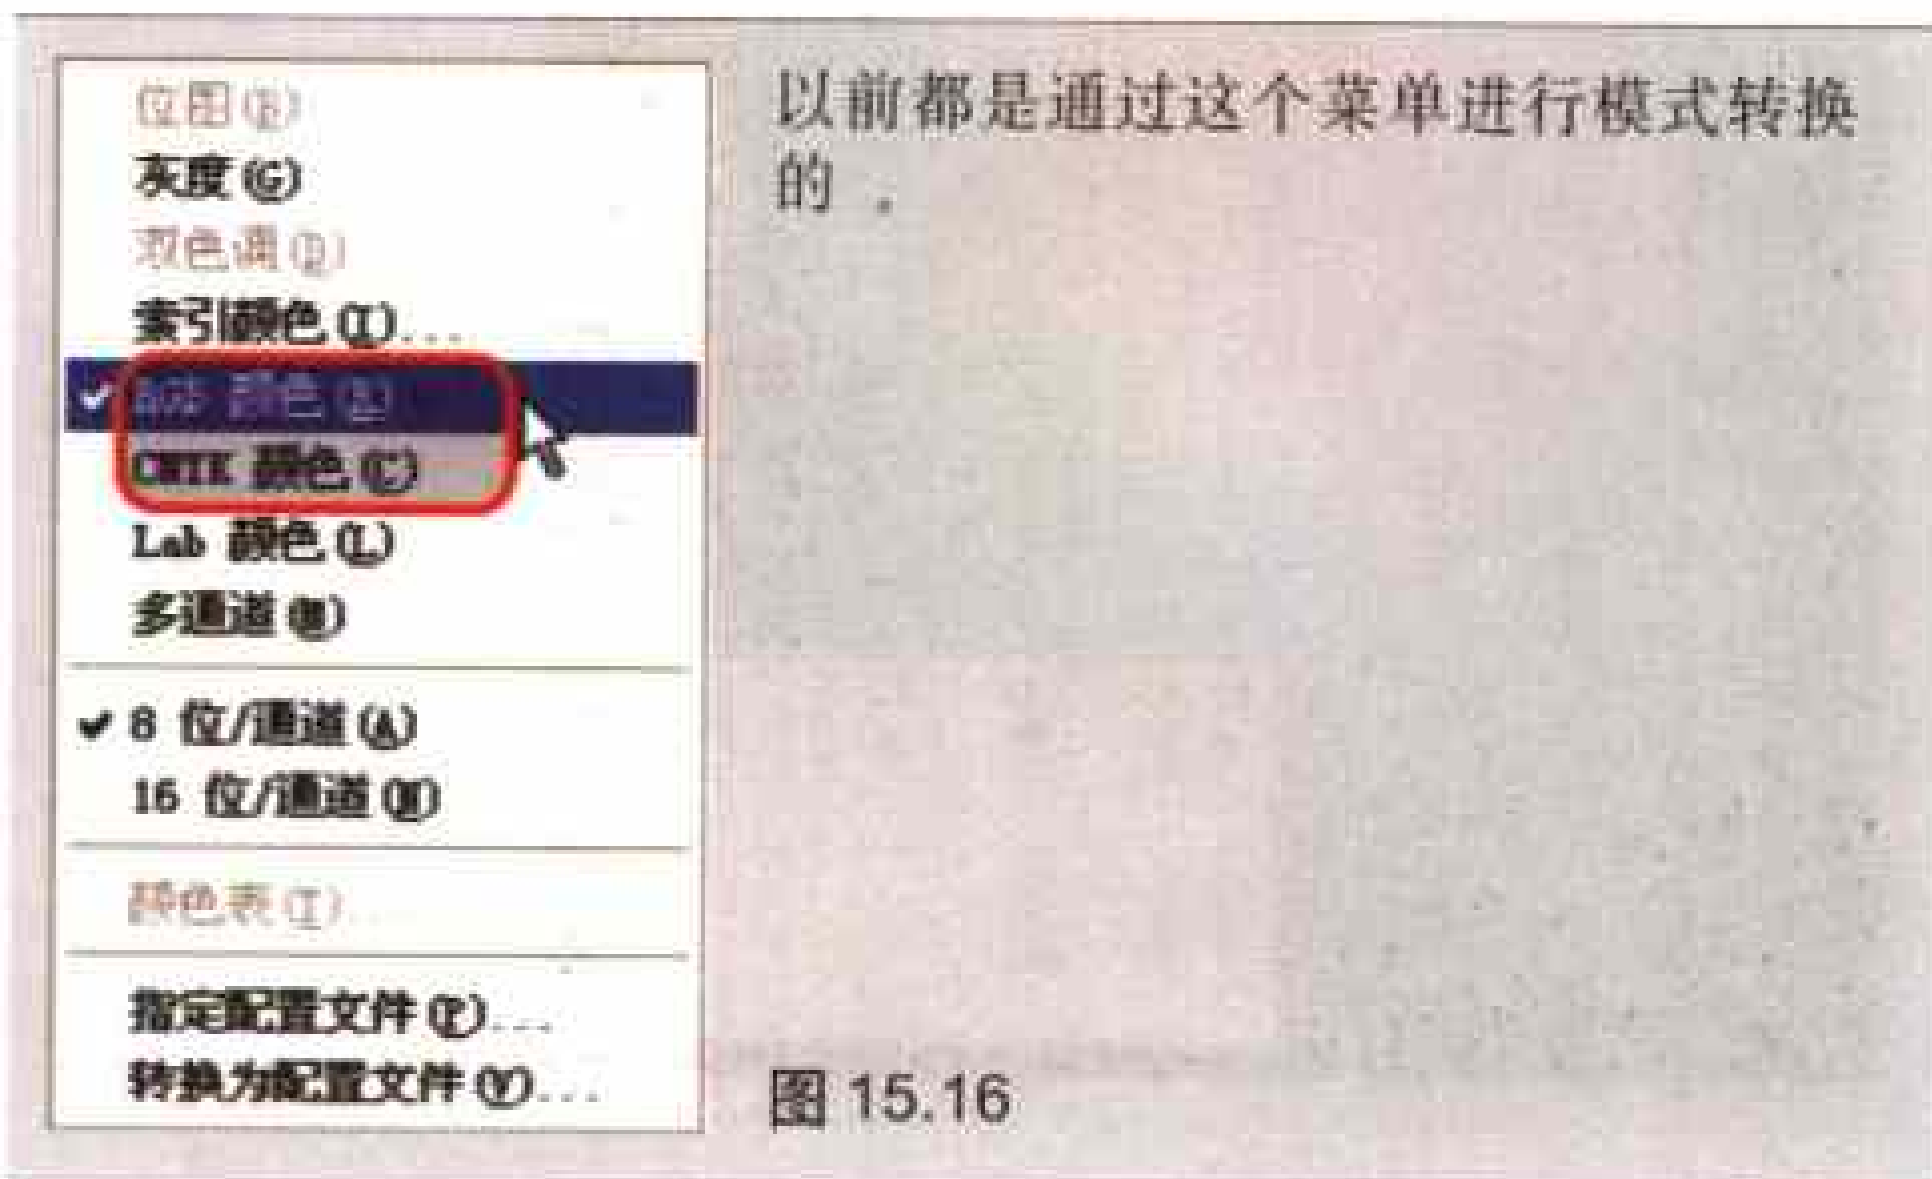 位图(B)
灰度(G)
双色调(D)
索引颜色(I)...
RGB 颜色(R)
CMYK 颜色(C)
Lab 颜色(L)
多通道(M)
8 位/通道(A)
16 位/通道(N)
颜色表(T)...
指定配置文件(P)...
转换为配置文件(V)...
以前都是通过这个菜单进行模式转换
的 .
图 15.16